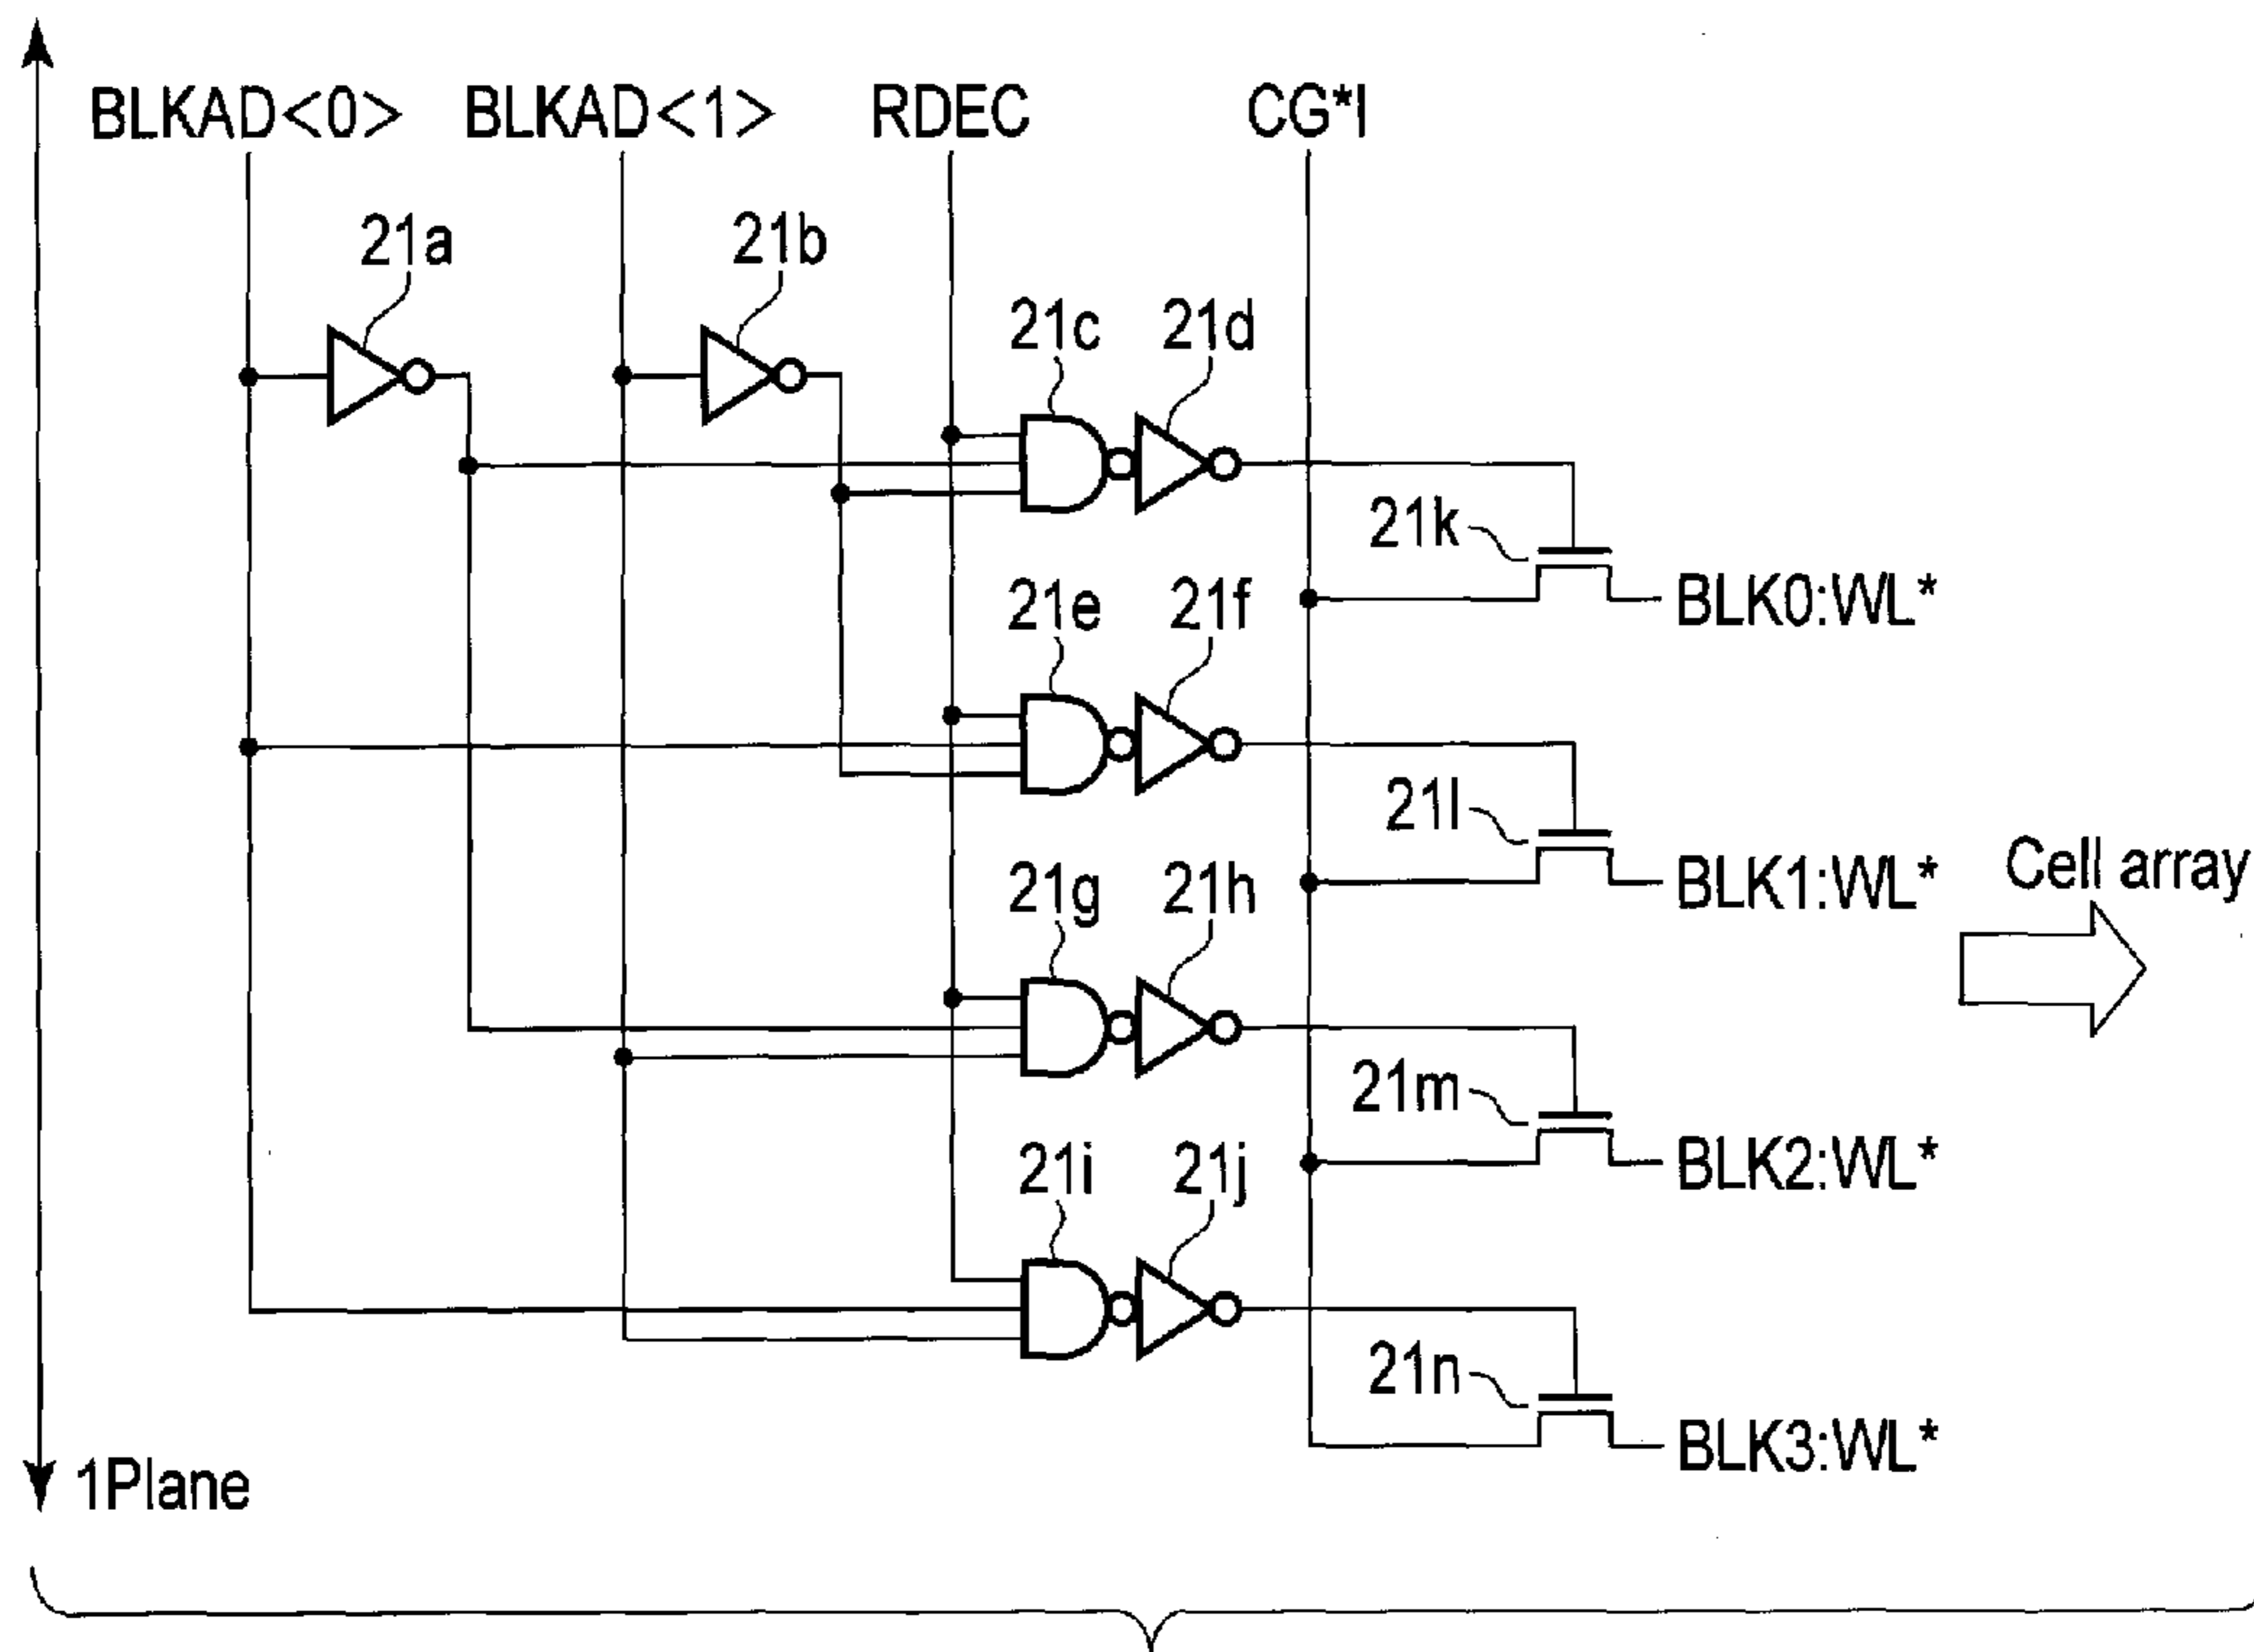 BLKAD<0> BLKAD<1> RDEC CG*I
21a 21b
21c 21d
21k
BLK0:WL*
21e 21f
21l
BLK1:WL*
Cell array
21g 21h
21m
BLK2:WL*
21i 21j
21n
BLK3:WL*
1Plane